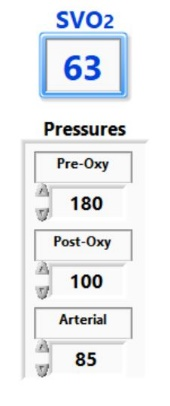 SVO2
63
Pressures
Pre-Oxy
180
Post-Oxy
100
Arterial
85